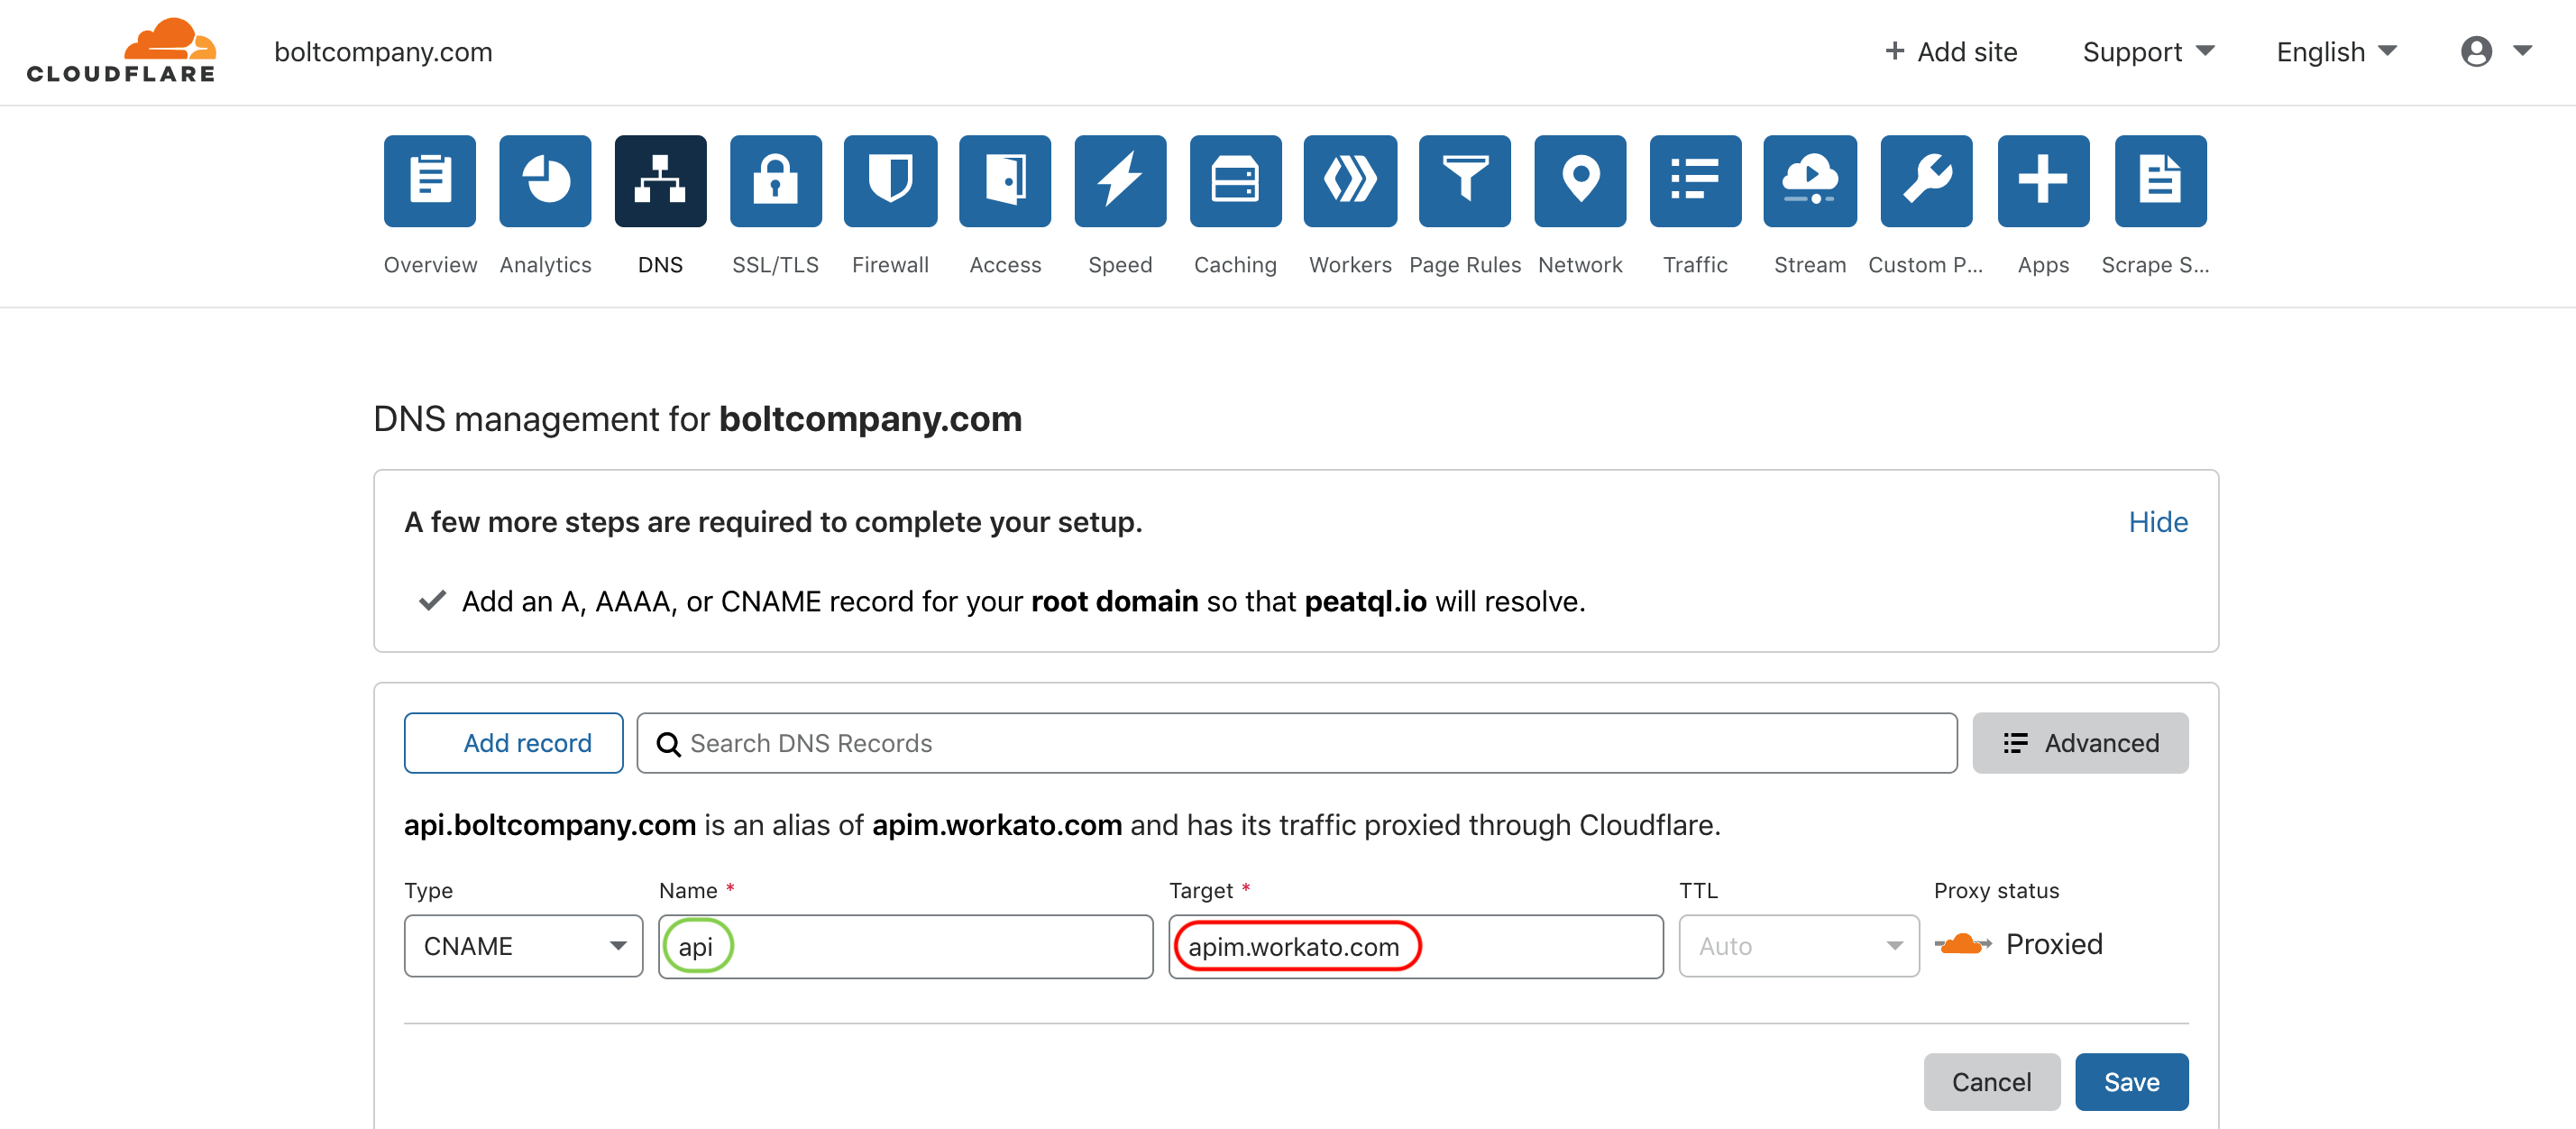 CLOUDFLARE
boltcompany.com
+ Add site
Support
English
Overview
Analytics
DNS
SSL/TLS
Firewall
Access
Speed
Caching
Workers
Page Rules
Network
Traffic
Stream
Custom P...
Apps
Scrape S...
DNS management for boltcompany.com
A few more steps are required to complete your setup.
Hide
Add an A, AAAA, or CNAME record for your root domain so that peatql.io will resolve.
Add record
Search DNS Records
Advanced
api.boltcompany.com is an alias of apim.workato.com and has its traffic proxied through Cloudflare.
Type
Name *
Target *
TTL
Proxy status
CNAME
api
apim.workato.com
Auto
Proxied
Cancel
Save